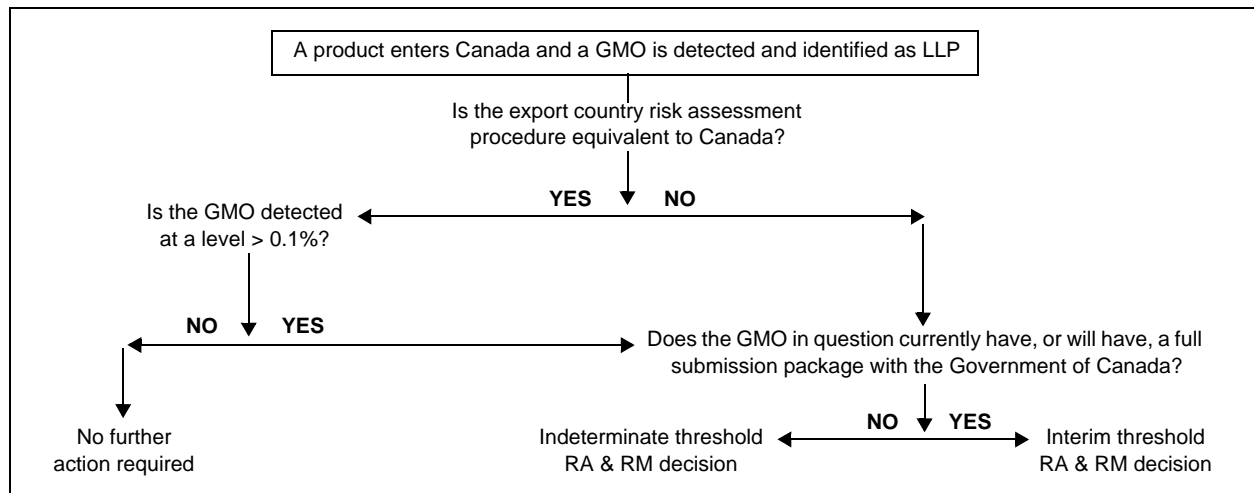 A product enters Canada and a GMO is detected and identified as LLP
Is the export country risk assessment
procedure equivalent to Canada?
YES NO
Is the GMO detected
at a level > 0.1%?
NO YES
Does the GMO in question currently have, or will have, a full
submission package with the Government of Canada?
NO YES
No further
action required
Indeterminate threshold
RA & RM decision
Interim threshold
RA & RM decision